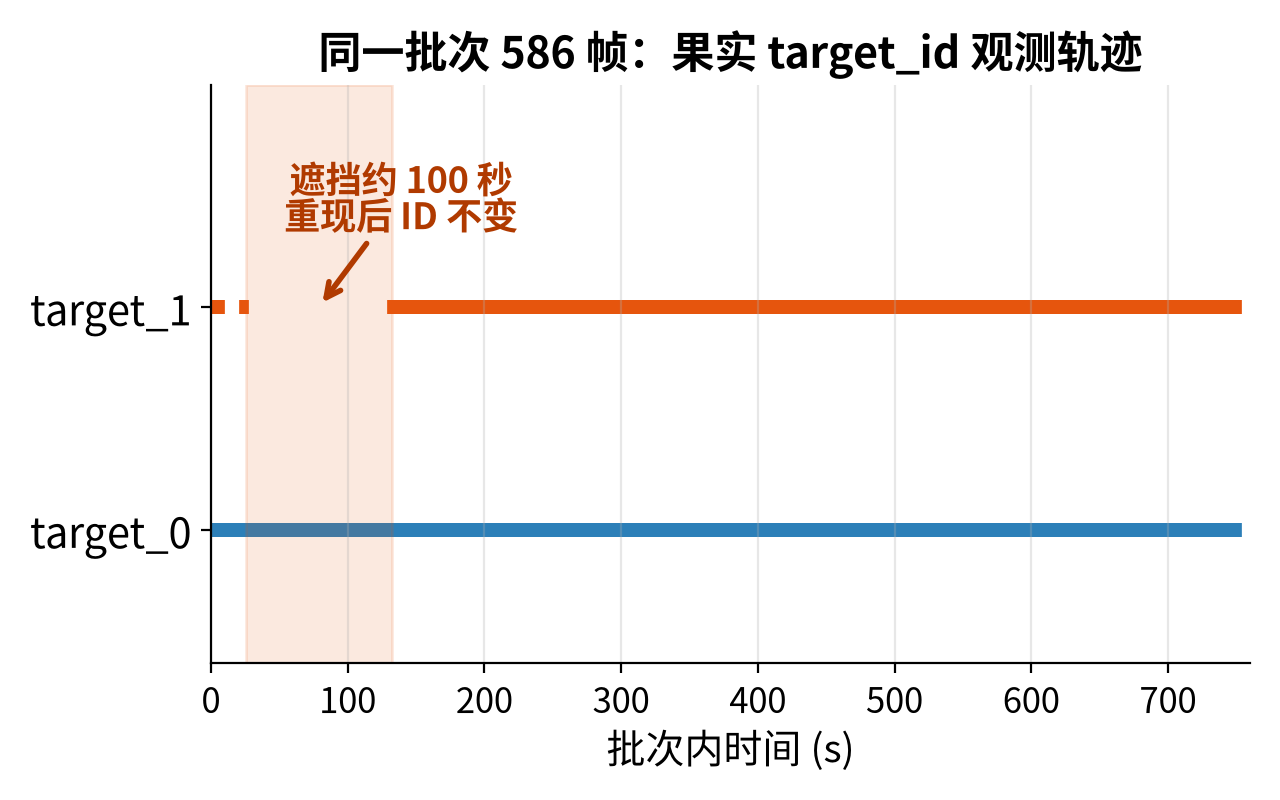 同一批次 586 帧：果实 target_id 观测轨迹
遮挡约 100 秒
重现后 ID 不变
target_1
target_0
0 100 200 300 400 500 600 700
批次内时间 (s)